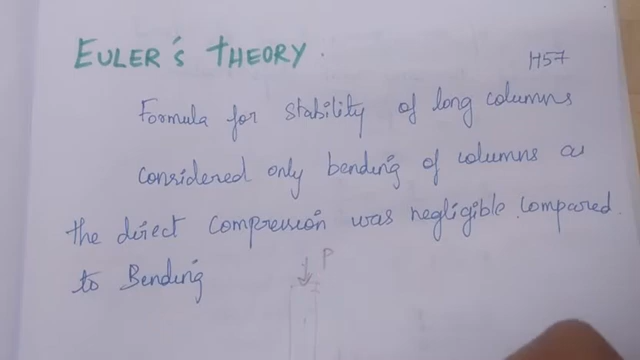 EULER'S THEORY.
1757
Formula for stability of long columns
considered only bending of columns as
the direct compression was negligible compared
to Bending
P